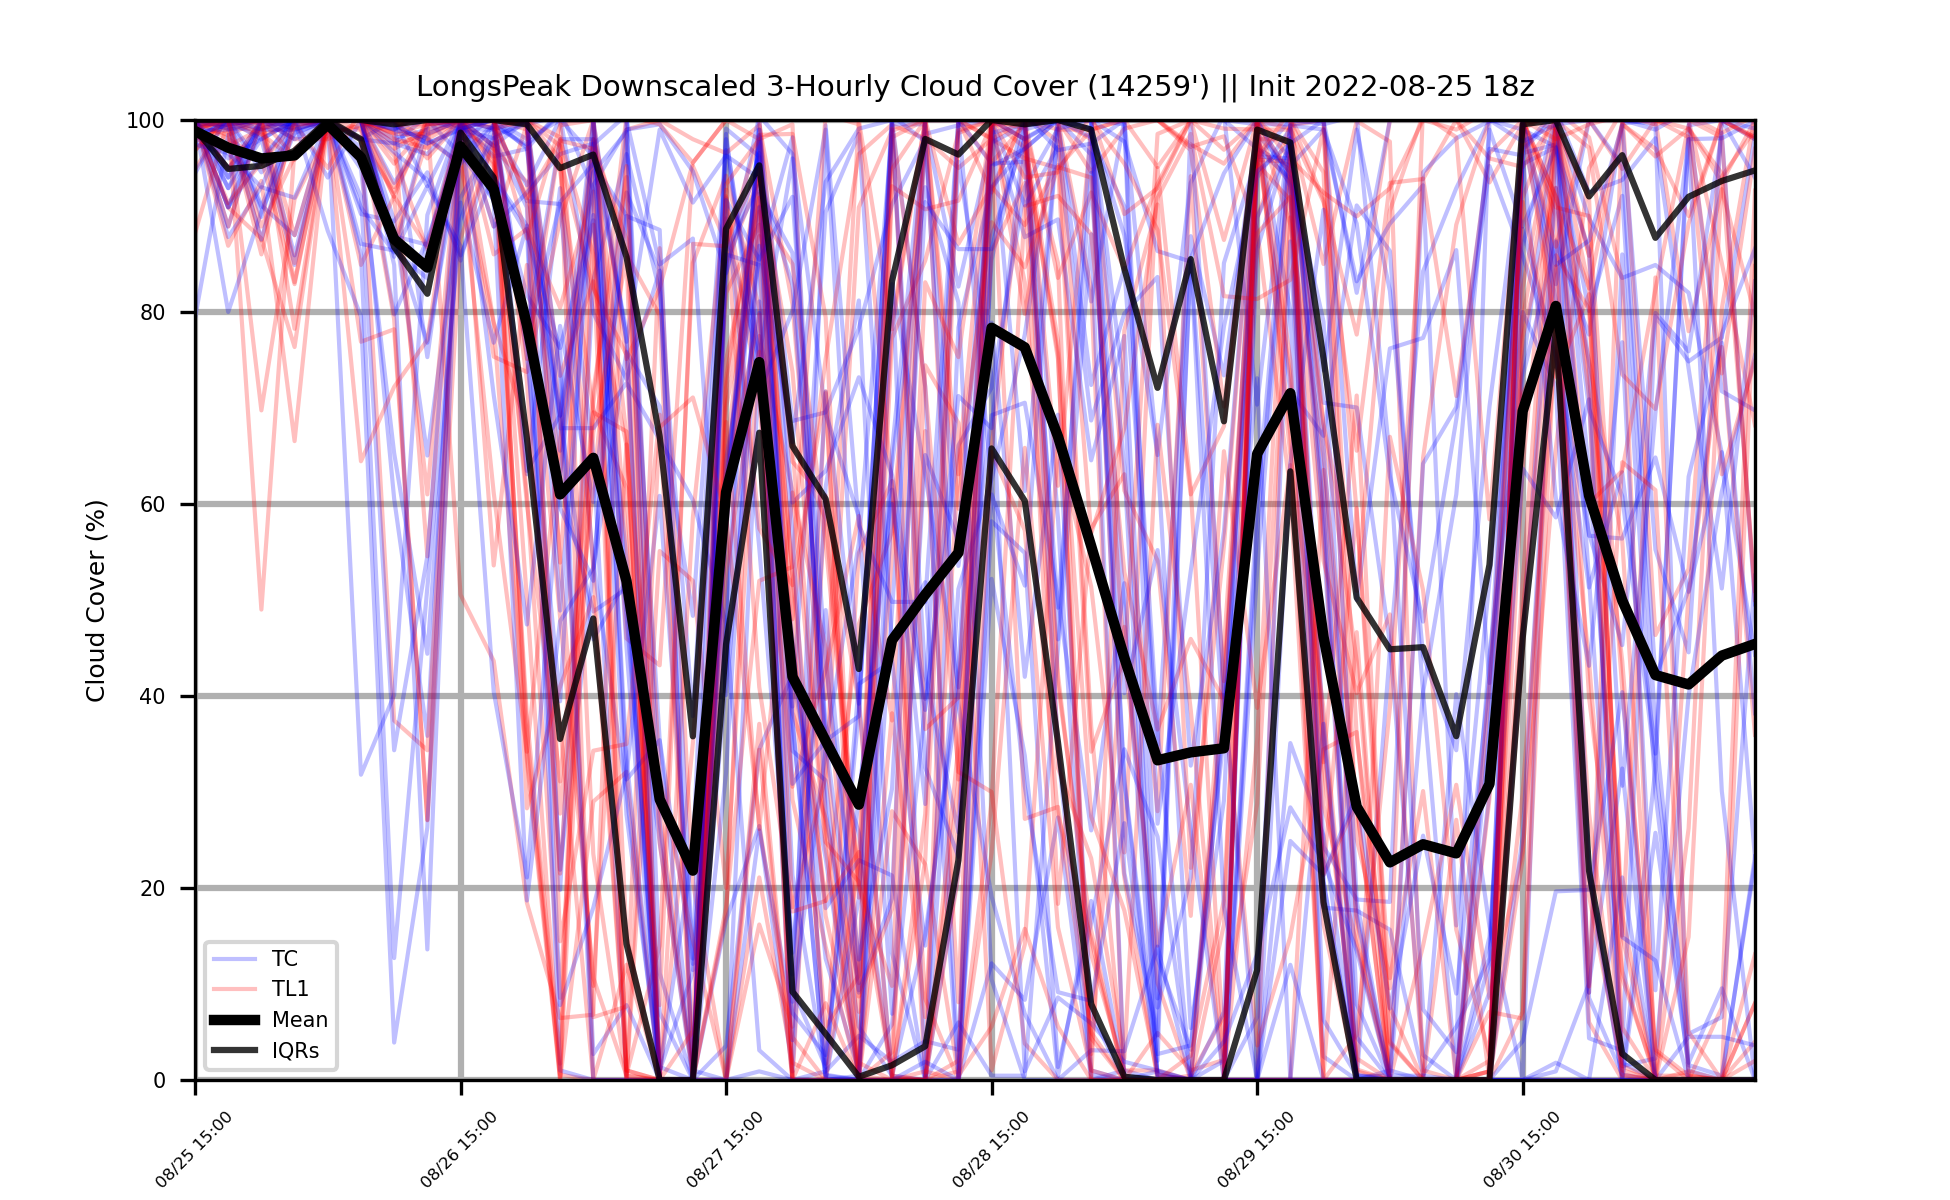 LongsPeak Downscaled 3-Hourly Cloud Cover (14259') || Init 2022-08-25 18z
Cloud Cover (%)
100
80
60
40
20
0
TC
TL1
Mean
IQRs
08/25 15:00
08/26 15:00
08/27 15:00
08/28 15:00
08/29 15:00
08/30 15:00